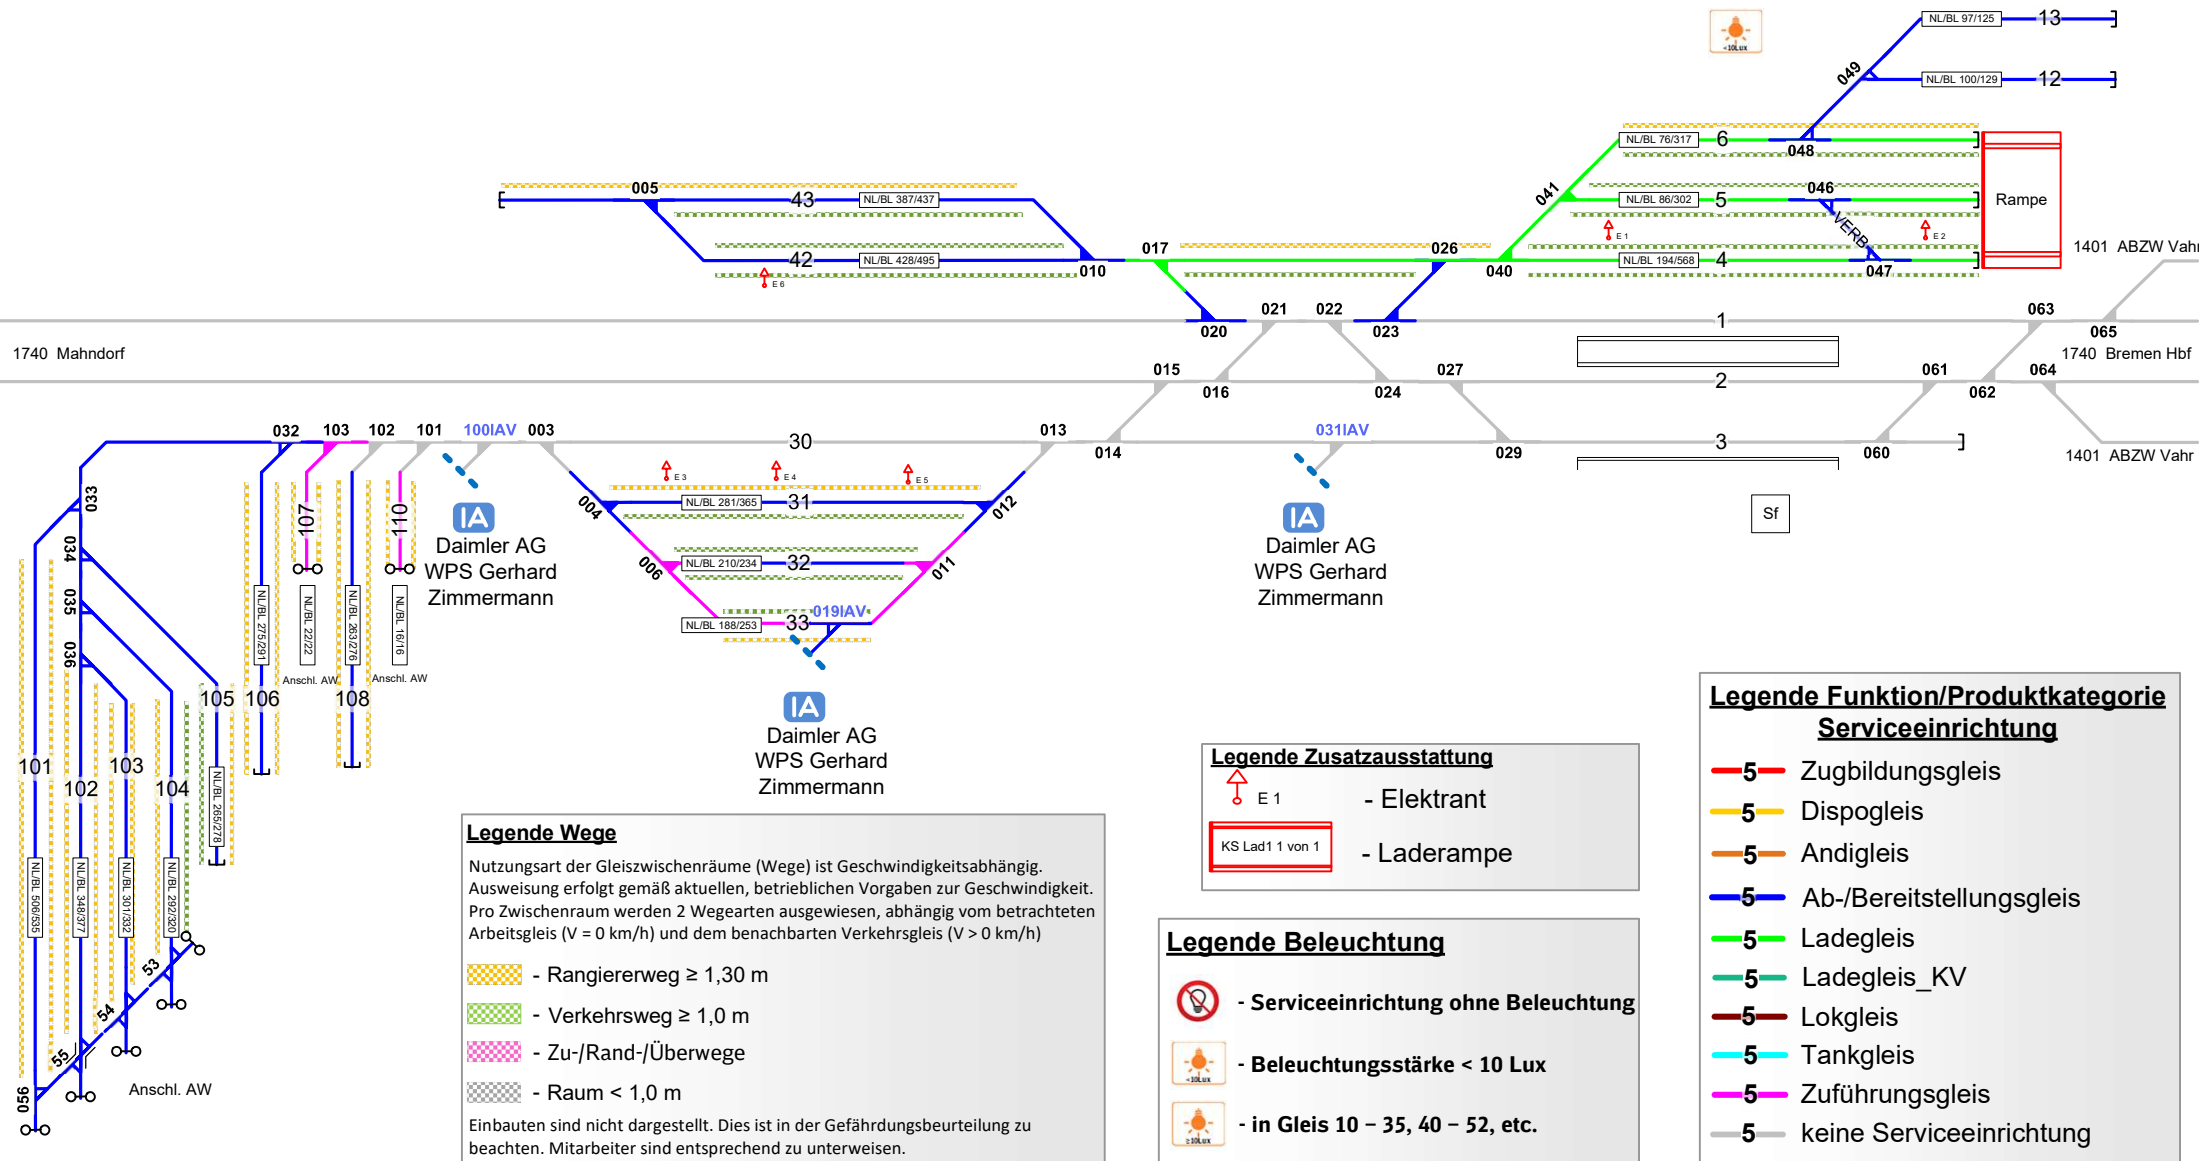 <10Lux
NL/BL 97/125
13
049
NL/BL 100/129
12
NL/BL 76/317
6
048
005
43
NL/BL 387/437
041
NL/BL 86/302
5
046
Rampe
E 1
VERB
E 2
1401 ABZW Vahr
42
NL/BL 428/495
010
017
026
040
NL/BL 194/568
4
047
E 6
020
021
022
023
1
063
065
1740 Mahndorf
1740 Bremen Hbf
015
016
024
027
2
061
062
064
032
103
102
101
100IAV
003
30
013
014
031IAV
029
3
060
1401 ABZW Vahr
E 3
E 4
E 5
033
107
110
004
NL/BL 281/365
31
012
Sf
IA
Daimler AG
WPS Gerhard
Zimmermann
IA
Daimler AG
WPS Gerhard
Zimmermann
034
006
NL/BL 210/234
32
011
035
NL/BL 275/291
NL/BL 22/22
NL/BL 263/276
NL/BL 16/16
NL/BL 188/253
33
019IAV
036
Anschl. AW
Anschl. AW
105
106
108
IA
Daimler AG
WPS Gerhard
Zimmermann
101
102
103
104
NL/BL 265/278
NL/BL 506/535
NL/BL 348/377
NL/BL 301/332
NL/BL 292/320
53
54
55
056
Anschl. AW
Legende Wege
Nutzungsart der Gleiszwischenräume (Wege) ist Geschwindigkeitsabhängig.
Ausweisung erfolgt gemäß aktuellen, betrieblichen Vorgaben zur Geschwindigkeit.
Pro Zwischenraum werden 2 Wegearten ausgewiesen, abhängig vom betrachteten
Arbeitsgleis (V = 0 km/h) und dem benachbarten Verkehrsgleis (V > 0 km/h)
- Rangiererweg ≥ 1,30 m
- Verkehrsweg ≥ 1,0 m
- Zu-/Rand-/Überwege
- Raum < 1,0 m
Einbauten sind nicht dargestellt. Dies ist in der Gefährdungsbeurteilung zu
beachten. Mitarbeiter sind entsprechend zu unterweisen.
Legende Zusatzausstattung
E 1 - Elektrant
KS Lad1 1 von 1 - Laderampe
Legende Beleuchtung
- Serviceeinrichtung ohne Beleuchtung
<10Lux - Beleuchtungsstärke < 10 Lux
≥10Lux - in Gleis 10 – 35, 40 – 52, etc.
Legende Funktion/Produktkategorie
Serviceeinrichtung
5 Zugbildungsgleis
5 Dispogleis
5 Andigleis
5 Ab-/Bereitstellungsgleis
5 Ladegleis
5 Ladegleis_KV
5 Lokgleis
5 Tankgleis
5 Zuführungsgleis
5 keine Serviceeinrichtung